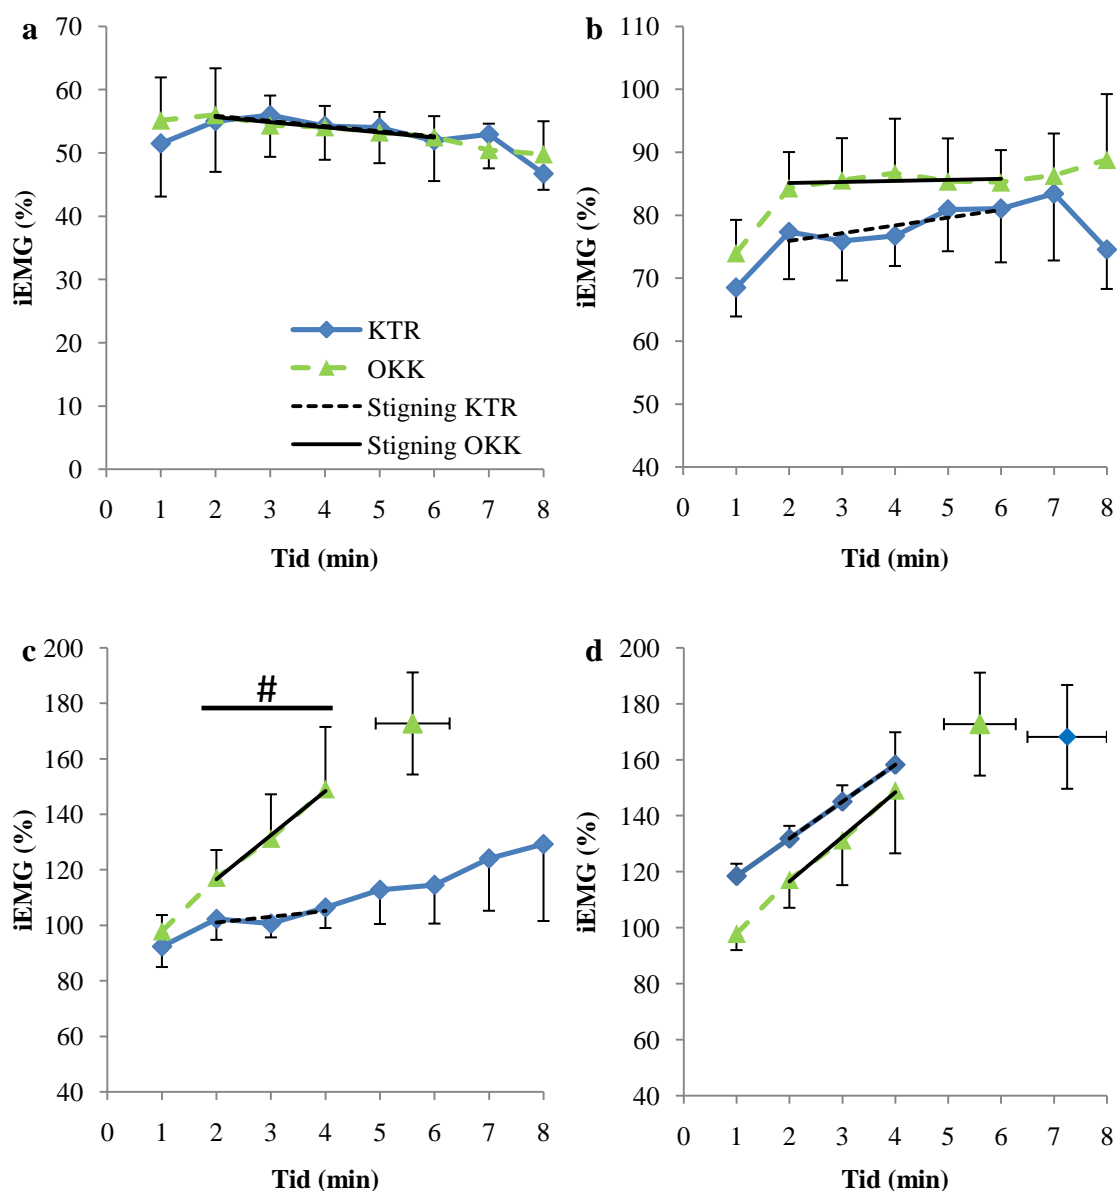 a
70
60
50
40
30
20
10
0
iEMG (%)
KTR
OKK
Stigning KTR
Stigning OKK
0 1 2 3 4 5 6 7 8
Tid (min)
b
110
100
90
80
70
60
50
40
iEMG (%)
0 1 2 3 4 5 6 7 8
Tid (min)
c
200
180
160
140
120
100
80
60
40
iEMG (%)
#
0 1 2 3 4 5 6 7 8
Tid (min)
d
200
180
160
140
120
100
80
60
40
iEMG (%)
0 1 2 3 4 5 6 7 8
Tid (min)